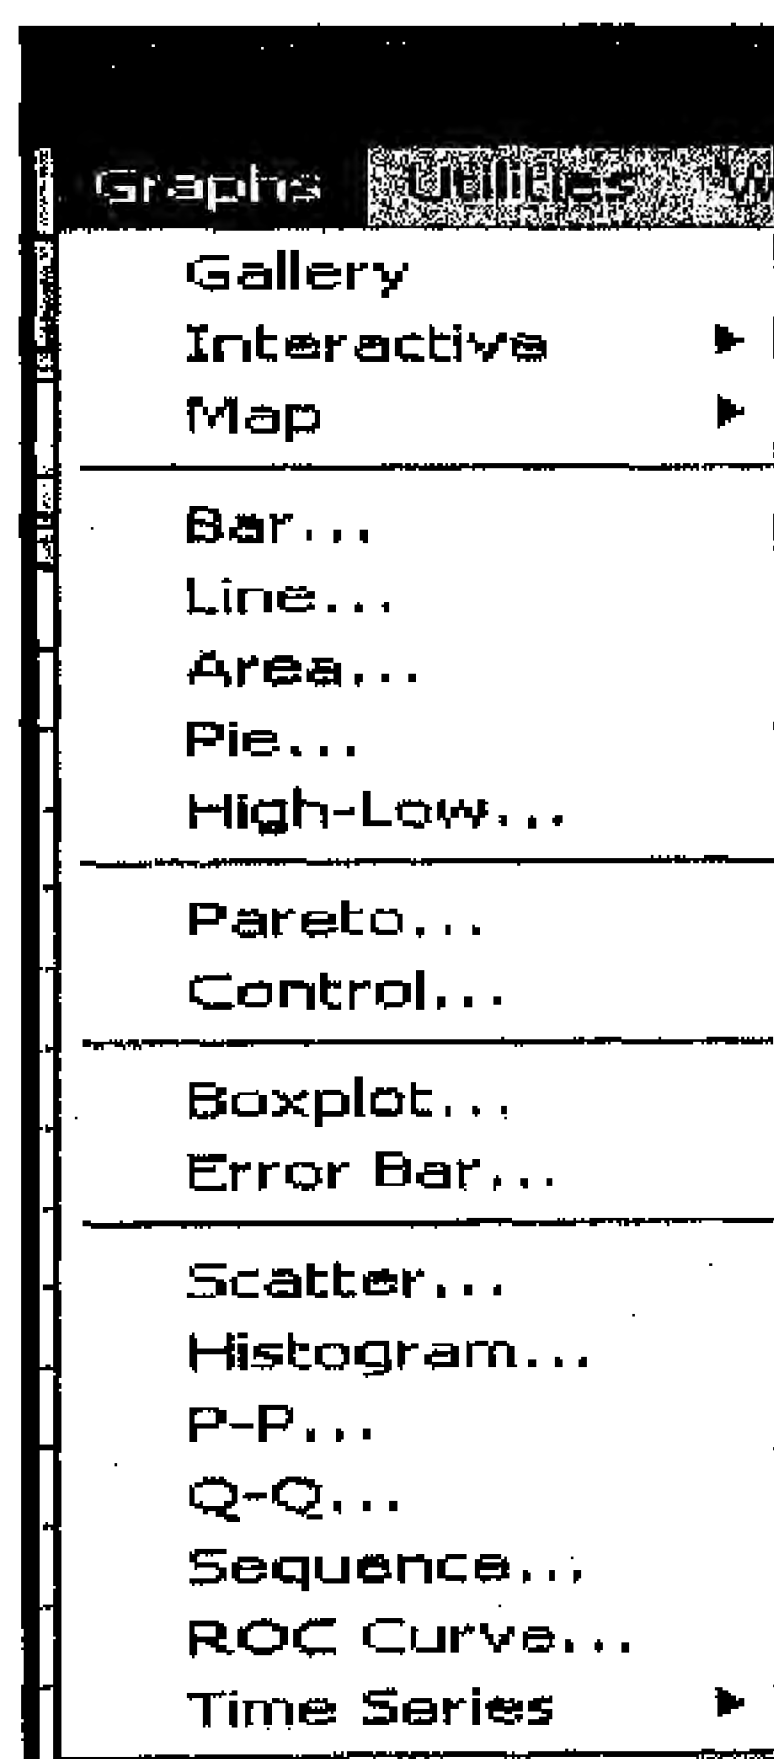 Graphs Utilities W
Gallery
Interactive
Map
Bar...
Line...
Area...
Pie...
High-Low...
Pareto...
Control...
Boxplot...
Error Bar...
Scatter...
Histogram...
P-P...
Q-Q...
Sequence...
ROC Curve...
Time Series